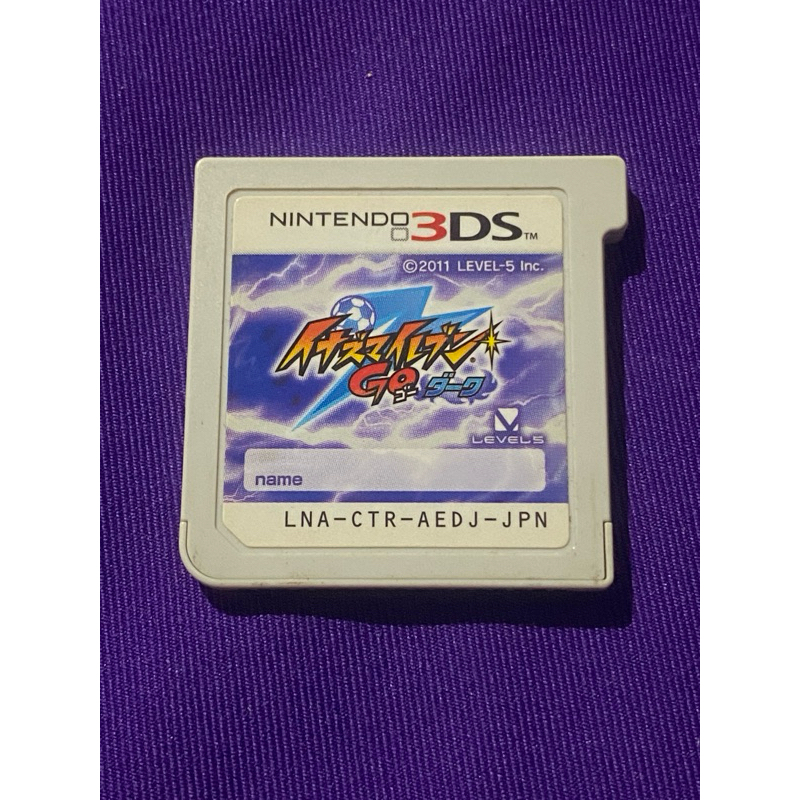 NINTENDO 3DS™
©2011 LEVEL-5 Inc.
イナズマイレブン
GO ゴー ダーク
LEVEL5
name
LNA-CTR-AEDJ-JPN